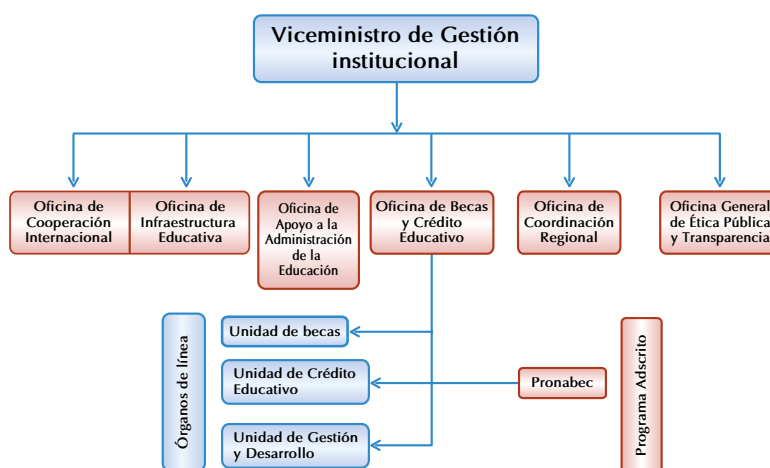 Viceministro de Gestión
institucional
Oficina de
Cooperación
Internacional
Oficina de
Infraestructura
Educativa
Oficina de
Apoyo a la
Administración
de la
Educación
Oficina de Becas
y Crédito
Educativo
Oficina de
Coordinación
Regional
Oficina General
de Ética Pública
y Transparencia
Órganos de línea
Unidad de becas
Unidad de Crédito
Educativo
Unidad de Gestión
y Desarrollo
Pronabec
Programa Adscrito